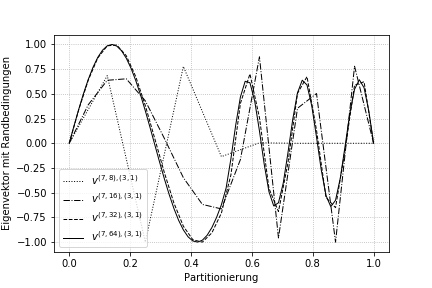 Eigenvektor mit Randbedingungen
1.00
0.75
0.50
0.25
0.00
−0.25
−0.50
−0.75
−1.00
v(7, 8), (3, 1)
v(7, 16), (3, 1)
v(7, 32), (3, 1)
v(7, 64), (3, 1)
0.0 0.2 0.4 0.6 0.8 1.0
Partitionierung